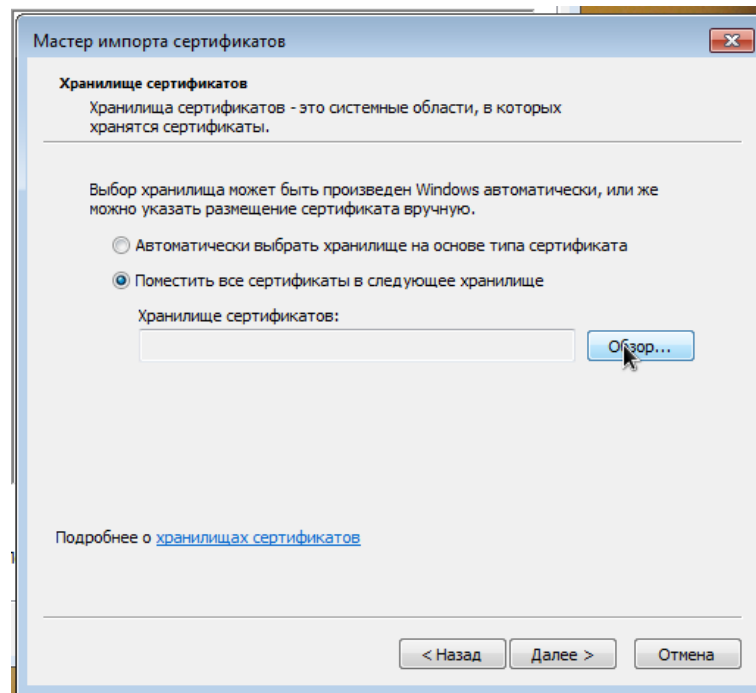 Мастер импорта сертификатов
Хранилище сертификатов
Хранилища сертификатов - это системные области, в которых
хранятся сертификаты.
Выбор хранилища может быть произведен Windows автоматически, или же
можно указать размещение сертификата вручную.
Автоматически выбрать хранилище на основе типа сертификата
Поместить все сертификаты в следующее хранилище
Хранилище сертификатов:
Обзор...
Подробнее о хранилищах сертификатов
< Назад Далее > Отмена